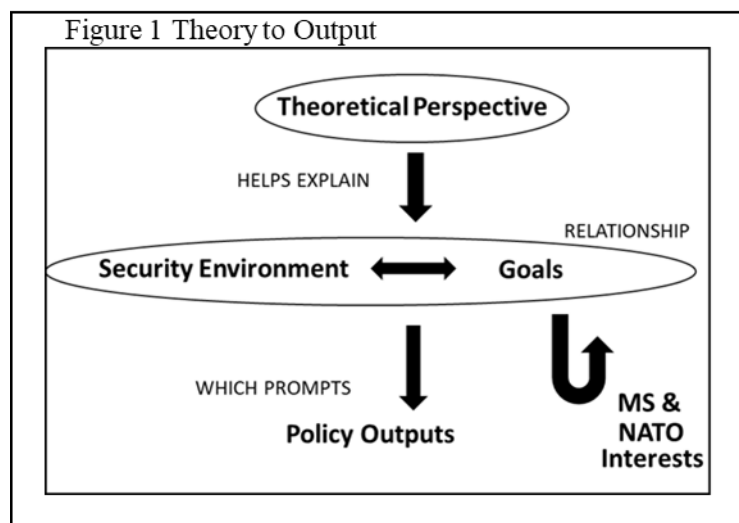 Figure 1 Theory to Output
Theoretical Perspective
HELPS EXPLAIN
RELATIONSHIP
Security Environment
Goals
WHICH PROMPTS
Policy Outputs
MS &
NATO
Interests